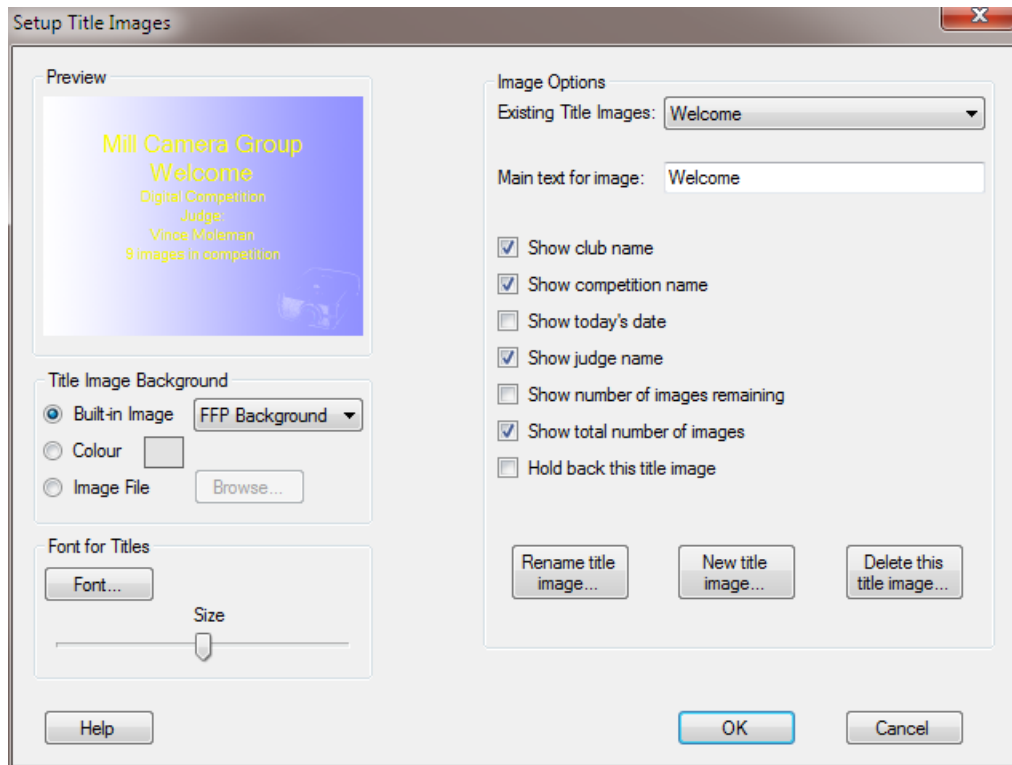 Setup Title Images
x
Preview
Mill Camera Group
Welcome
Digital Competition
Judge:
Vince Moleman
9 images in competition
Title Image Background
Built-in Image
FFP Background
Colour
Image File
Browse...
Font for Titles
Font...
Size
Help
Image Options
Existing Title Images:
Welcome
Main text for image:
Welcome
Show club name
Show competition name
Show today's date
Show judge name
Show number of images remaining
Show total number of images
Hold back this title image
Rename title
image...
New title
image...
Delete this
title image...
OK
Cancel